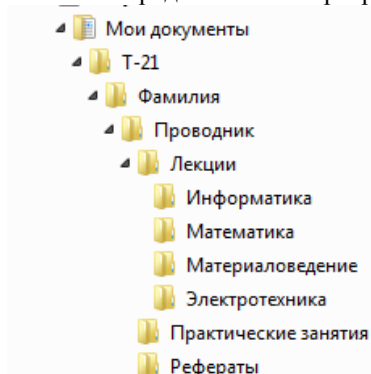 Мои документы
Т-21
Фамилия
Проводник
Лекции
Информатика
Математика
Материаловедение
Электротехника
Практические занятия
Рефераты